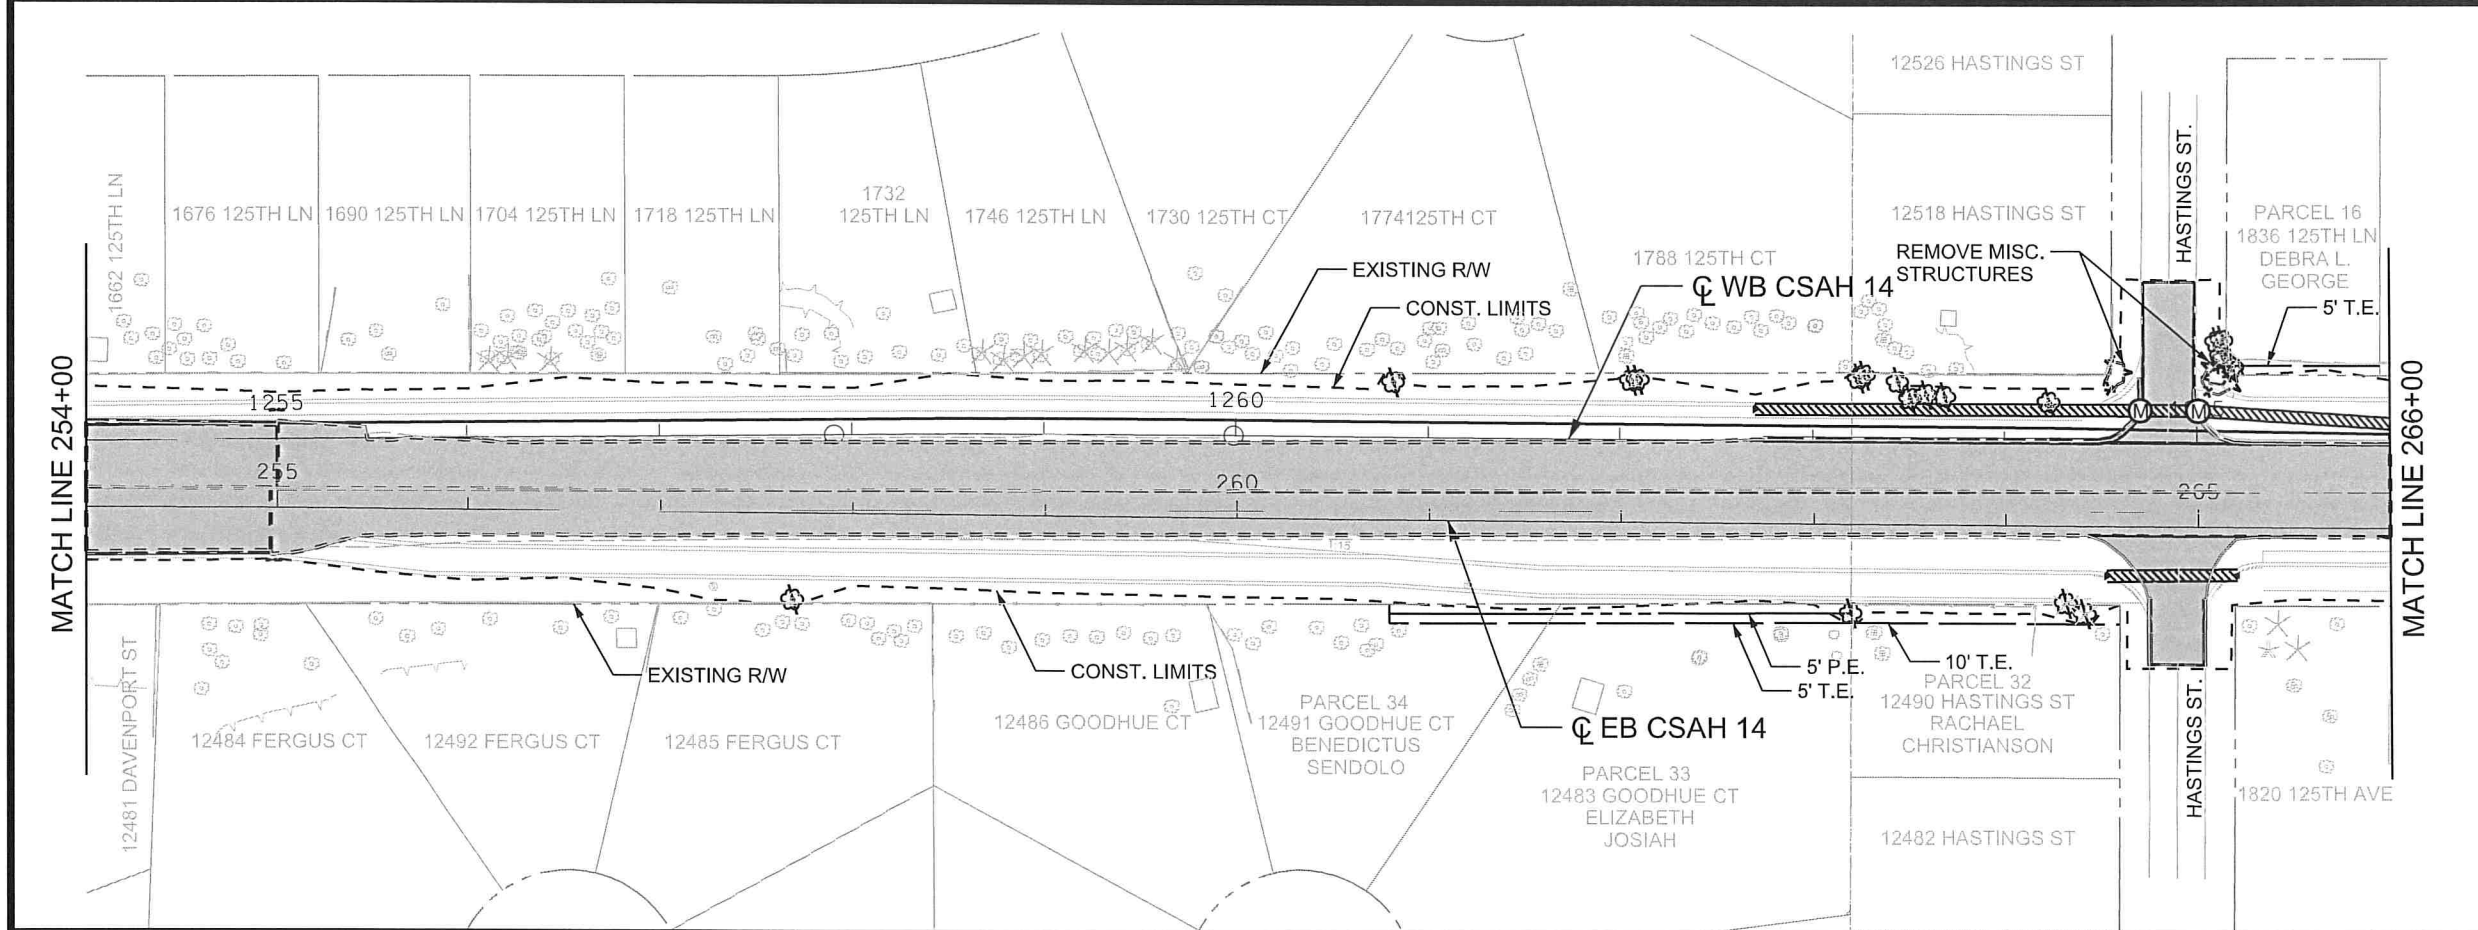 MATCH LINE 254+00
1662 125TH LN
1676 125TH LN
1690 125TH LN
1704 125TH LN
1718 125TH LN
1732
125TH LN
1746 125TH LN
1730 125TH CT
1774125TH CT
1788 125TH CT
12526 HASTINGS ST
12518 HASTINGS ST
HASTINGS ST.
PARCEL 16
1836 125TH LN
DEBRA L.
GEORGE
5' T.E.
REMOVE MISC.
STRUCTURES
EXISTING R/W
CONST. LIMITS
℄ WB CSAH 14
1255
1260
M
M
255
260
265
MATCH LINE 266+00
EXISTING R/W
CONST. LIMITS
℄ EB CSAH 14
5' P.E.
5' T.E.
10' T.E.
12481 DAVENPORT ST
12484 FERGUS CT
12492 FERGUS CT
12485 FERGUS CT
12486 GOODHUE CT
PARCEL 34
12491 GOODHUE CT
BENEDICTUS
SENDOLO
PARCEL 33
12483 GOODHUE CT
ELIZABETH
JOSIAH
PARCEL 32
12490 HASTINGS ST
RACHAEL
CHRISTIANSON
12482 HASTINGS ST
HASTINGS ST.
1820 125TH AVE